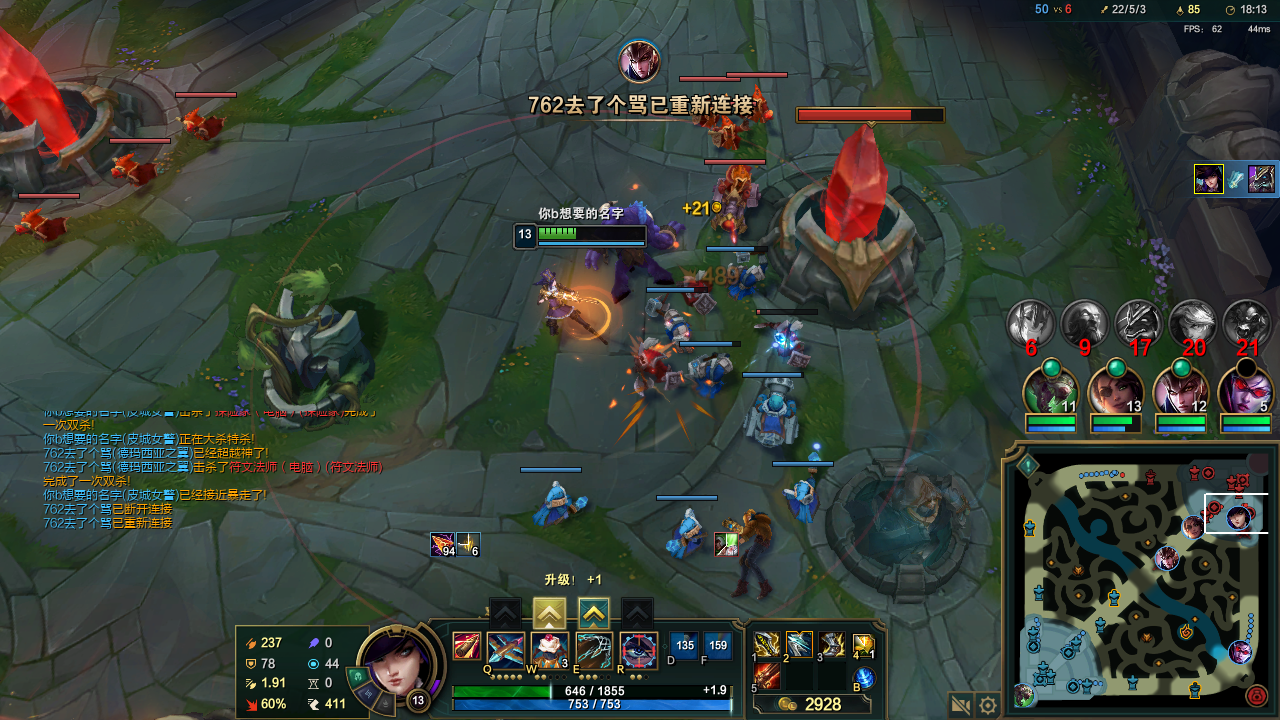 50 vs 6 22/5/3 85 18:13
FPS: 62 44ms
762去了个骂已重新连接
+21
你b想要的名字
13
489
6 9 17 20 21
11 13 12 5
一次双杀!
你b想要的名字(皮城女警)正在大杀特杀!
762去了个骂(德玛西亚之翼)已经超越神了!
762去了个骂(德玛西亚之翼)击杀了符文法师(电脑)(符文法师)
完成了一次双杀!
你b想要的名字(皮城女警)已经接近暴走了!
762去了个骂已断开连接
762去了个骂已重新连接
94 6
升级! +1
237 0
78 44
1.91 0
60% 411
13
Q W 3 E R D 135 F 159
646 / 1855 +1.9
753 / 753
1 2 3 4 1
5 B
2928